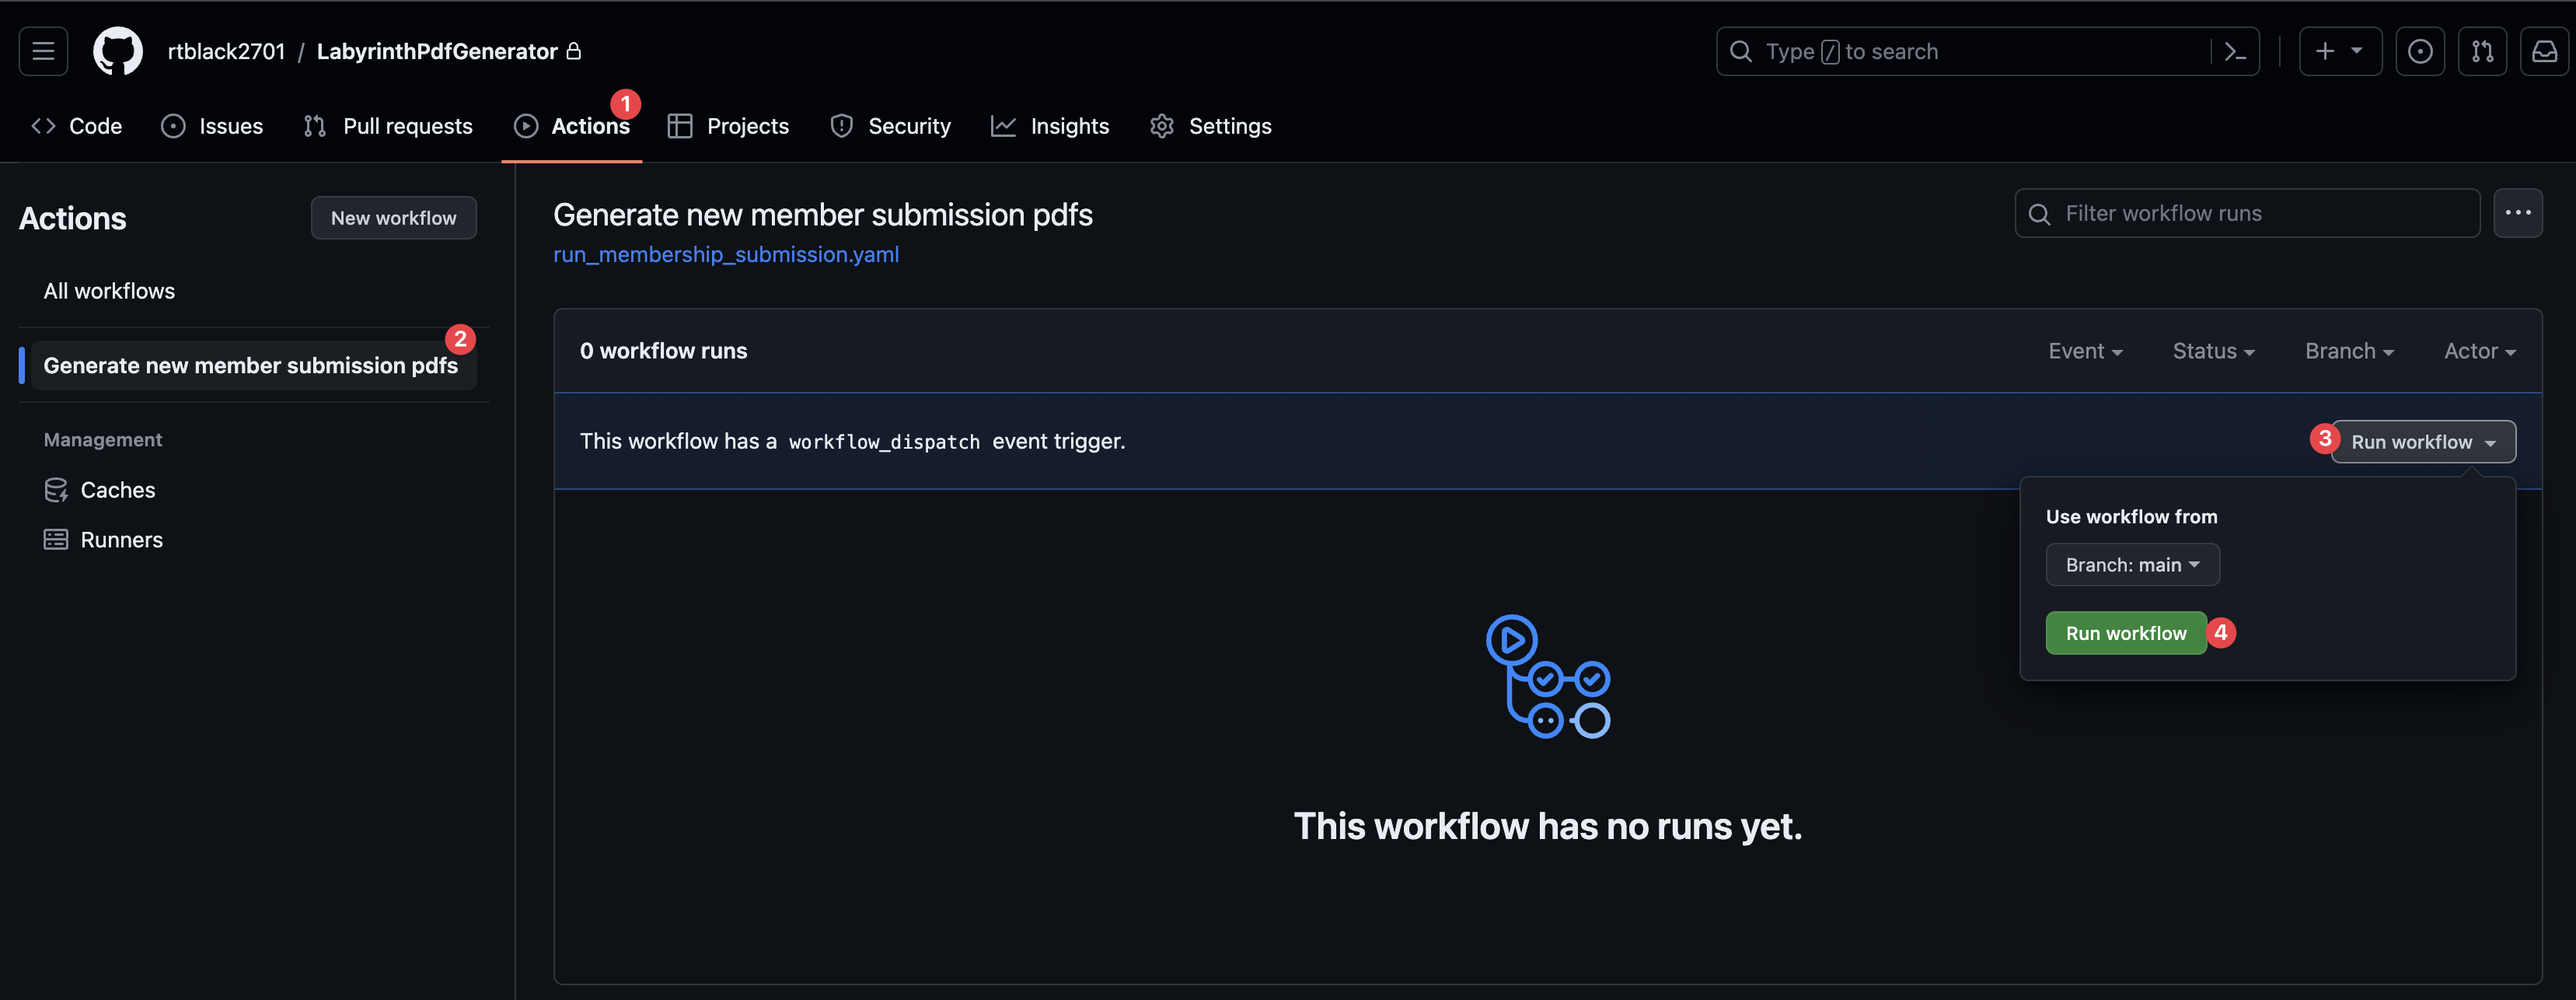 rtblack2701 / LabyrinthPdfGenerator
Type / to search
Code Issues Pull requests Actions 1 Projects Security Insights Settings
Actions
New workflow
All workflows
Generate new member submission pdfs 2
Management
Caches
Runners
Generate new member submission pdfs
run_membership_submission.yaml
Filter workflow runs
0 workflow runs
Event Status Branch Actor
This workflow has a workflow_dispatch event trigger.
3 Run workflow
Use workflow from
Branch: main
Run workflow 4
This workflow has no runs yet.